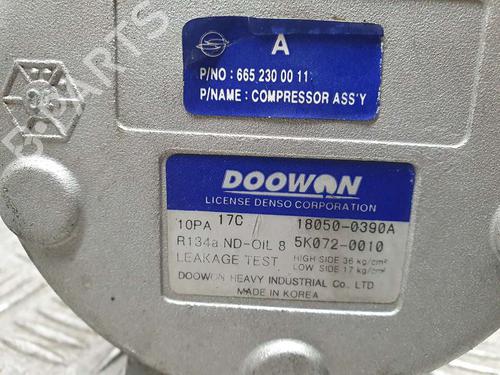 A
P/NO : 665 230 00 11
P/NAME : COMPRESSOR ASS'Y
DOOWON
LICENSE DENSO CORPORATION
10PA 17C 18050-0390A
R134a ND-OIL 8 5K072-0010
LEAKAGE TEST HIGH SIDE 36 kg/cm²
LOW SIDE 17 kg/cm²
DOOWON HEAVY INDUSTRIAL Co., LTD.
MADE IN KOREA